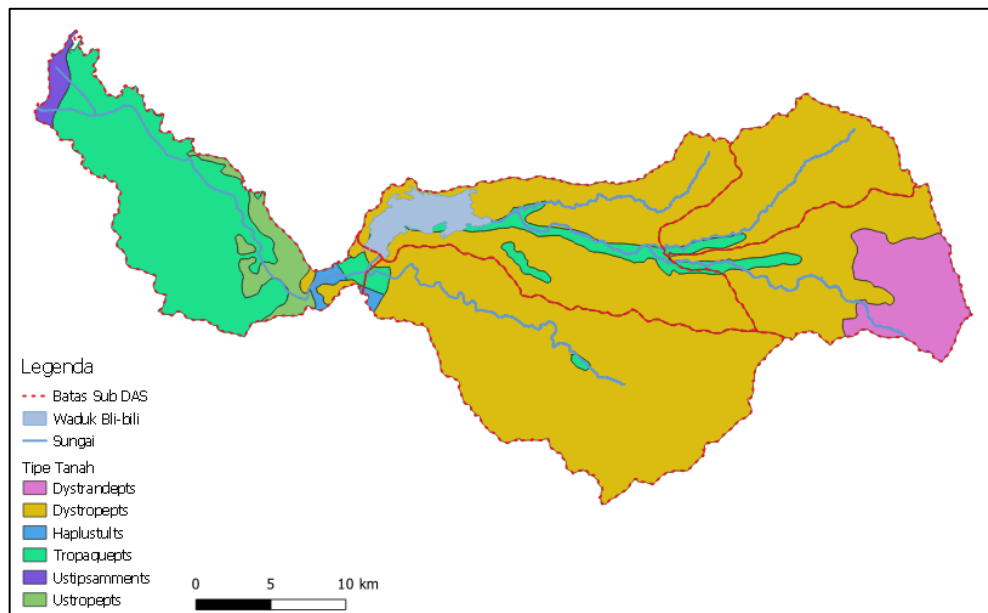 Legenda
Batas Sub DAS
Waduk Bli-bili
Sungai
Tipe Tanah
Dystrandepts
Dystropepts
Haplustults
Tropaquepts
Ustipsamments
Ustropepts
0 5 10 km